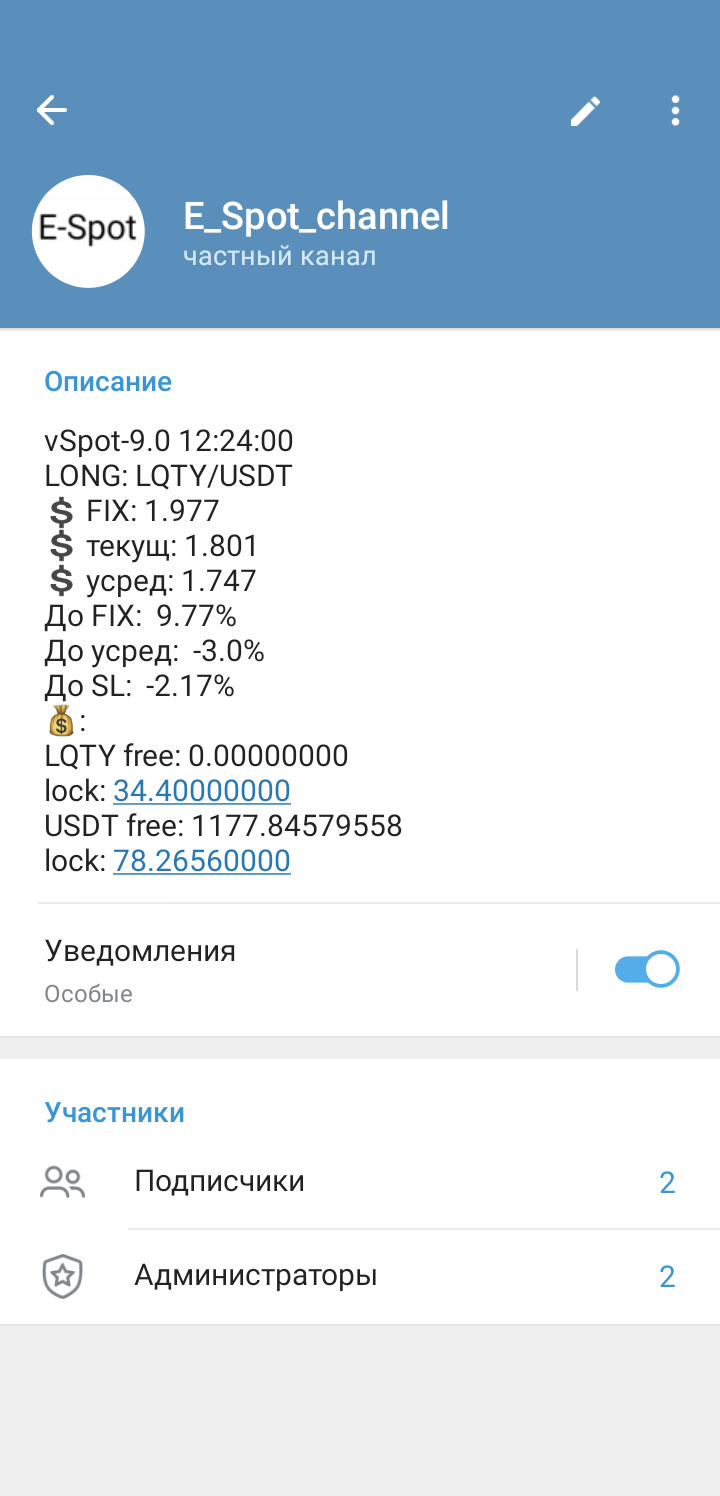 E-Spot
E_Spot_channel
частный канал
Описание
vSpot-9.0 12:24:00
LONG: LQTY/USDT
💲 FIX: 1.977
💲 текущ: 1.801
💲 усред: 1.747
До FIX:  9.77%
До усред:  -3.0%
До SL:  -2.17%
💰:
LQTY free: 0.00000000
lock: 34.40000000
USDT free: 1177.84579558
lock: 78.26560000
Уведомления
Особые
Участники
Подписчики 2
Администраторы 2